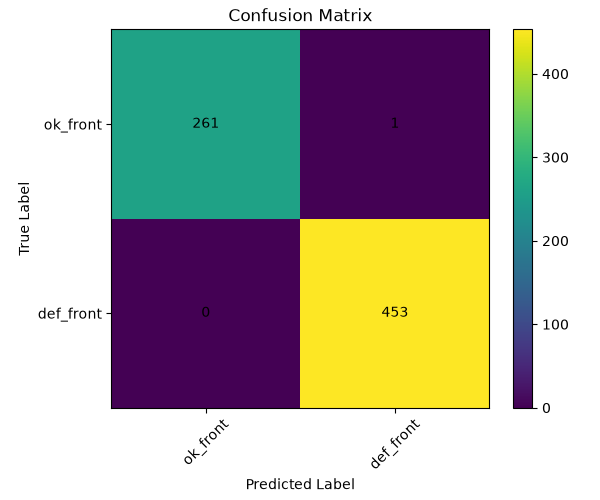 Confusion Matrix
True Label
ok_front
261
1
def_front
0
453
ok_front
def_front
Predicted Label
400
300
200
100
0